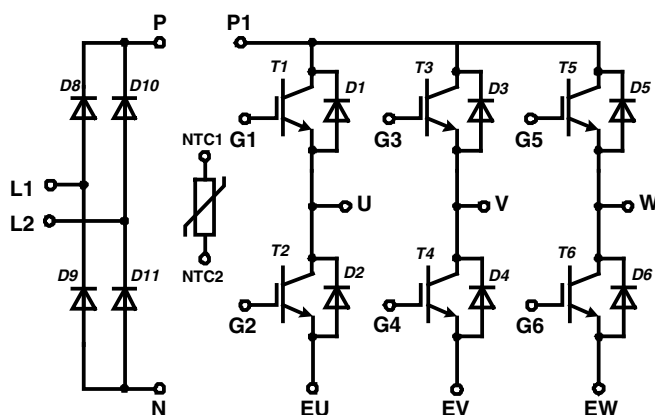 P
P1
T1
D1
T3
D3
T5
D5
D8
D10
G1
G3
G5
NTC1
L1
L2
U
V
W
NTC2
D9
D11
T2
D2
T4
D4
T6
D6
G2
G4
G6
N
EU
EV
EW